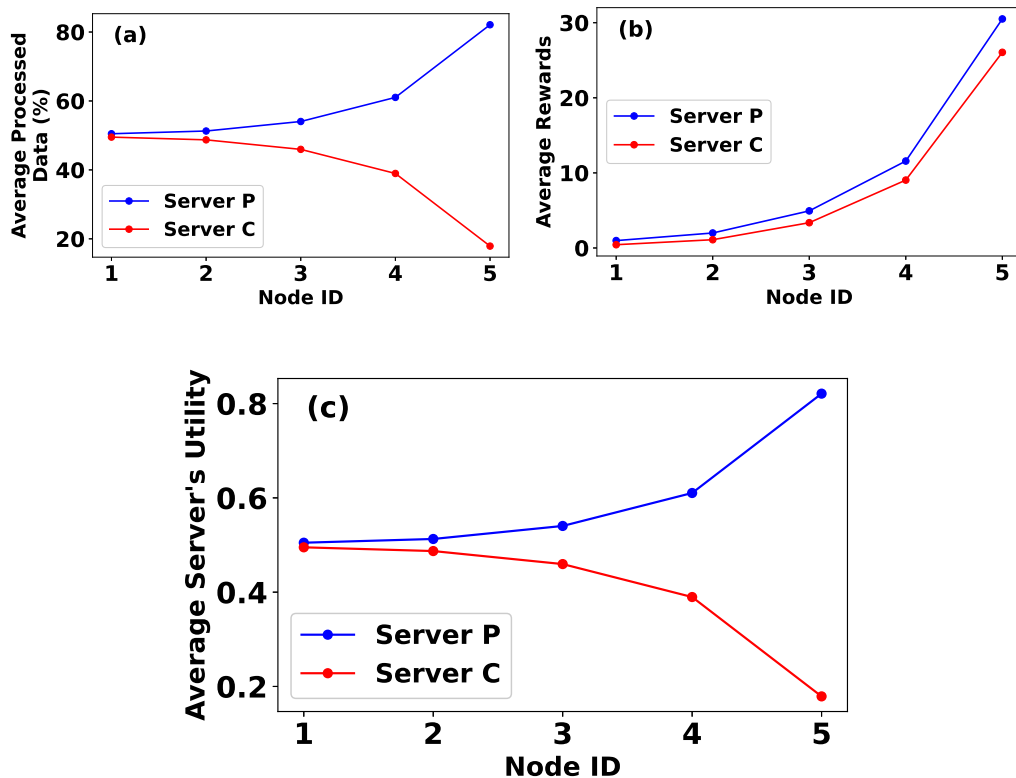 (a)
Average Processed
Data (%)
80
60
40
20
Server P
Server C
1 2 3 4 5
Node ID
(b)
Average Rewards
30
20
10
0
Server P
Server C
1 2 3 4 5
Node ID
(c)
Average Server's Utility
0.8
0.6
0.4
0.2
Server P
Server C
1 2 3 4 5
Node ID